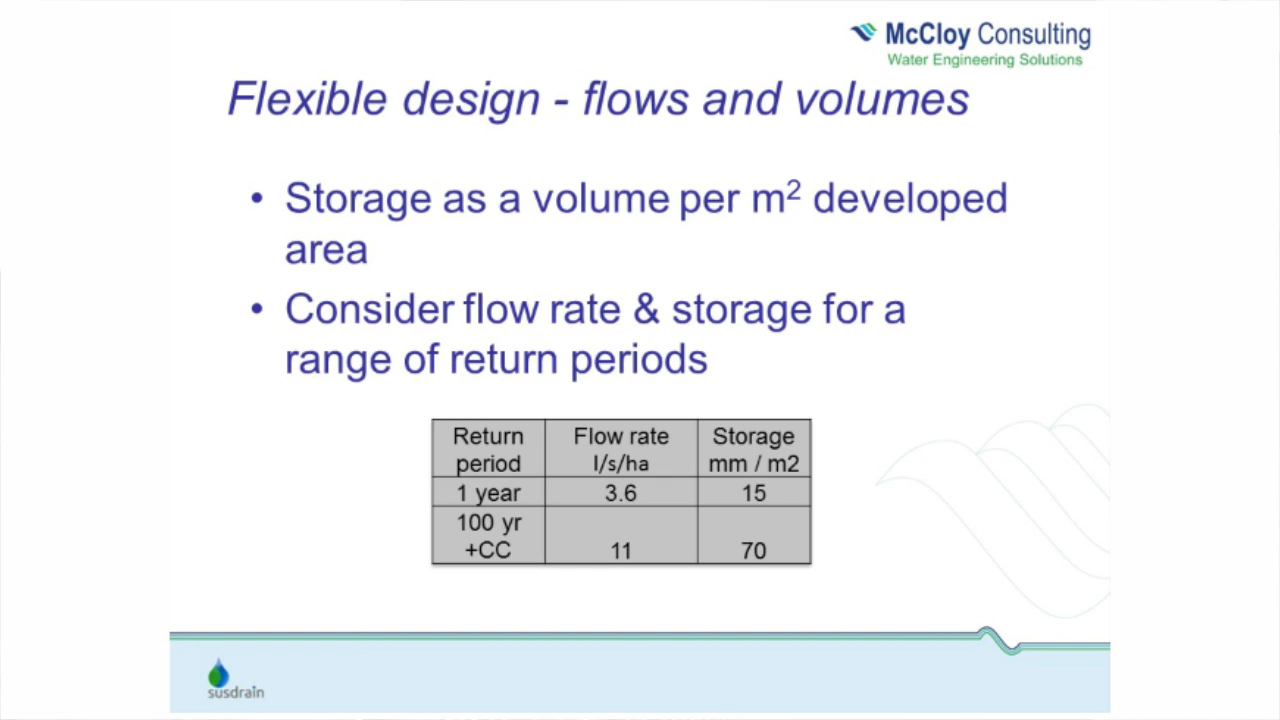 McCloy Consulting
Water Engineering Solutions
Flexible design - flows and volumes
• Storage as a volume per m² developed
area
• Consider flow rate & storage for a
range of return periods
Return period Flow rate l/s/ha Storage mm / m2
1 year 3.6 15
100 yr +CC 11 70
susdrain